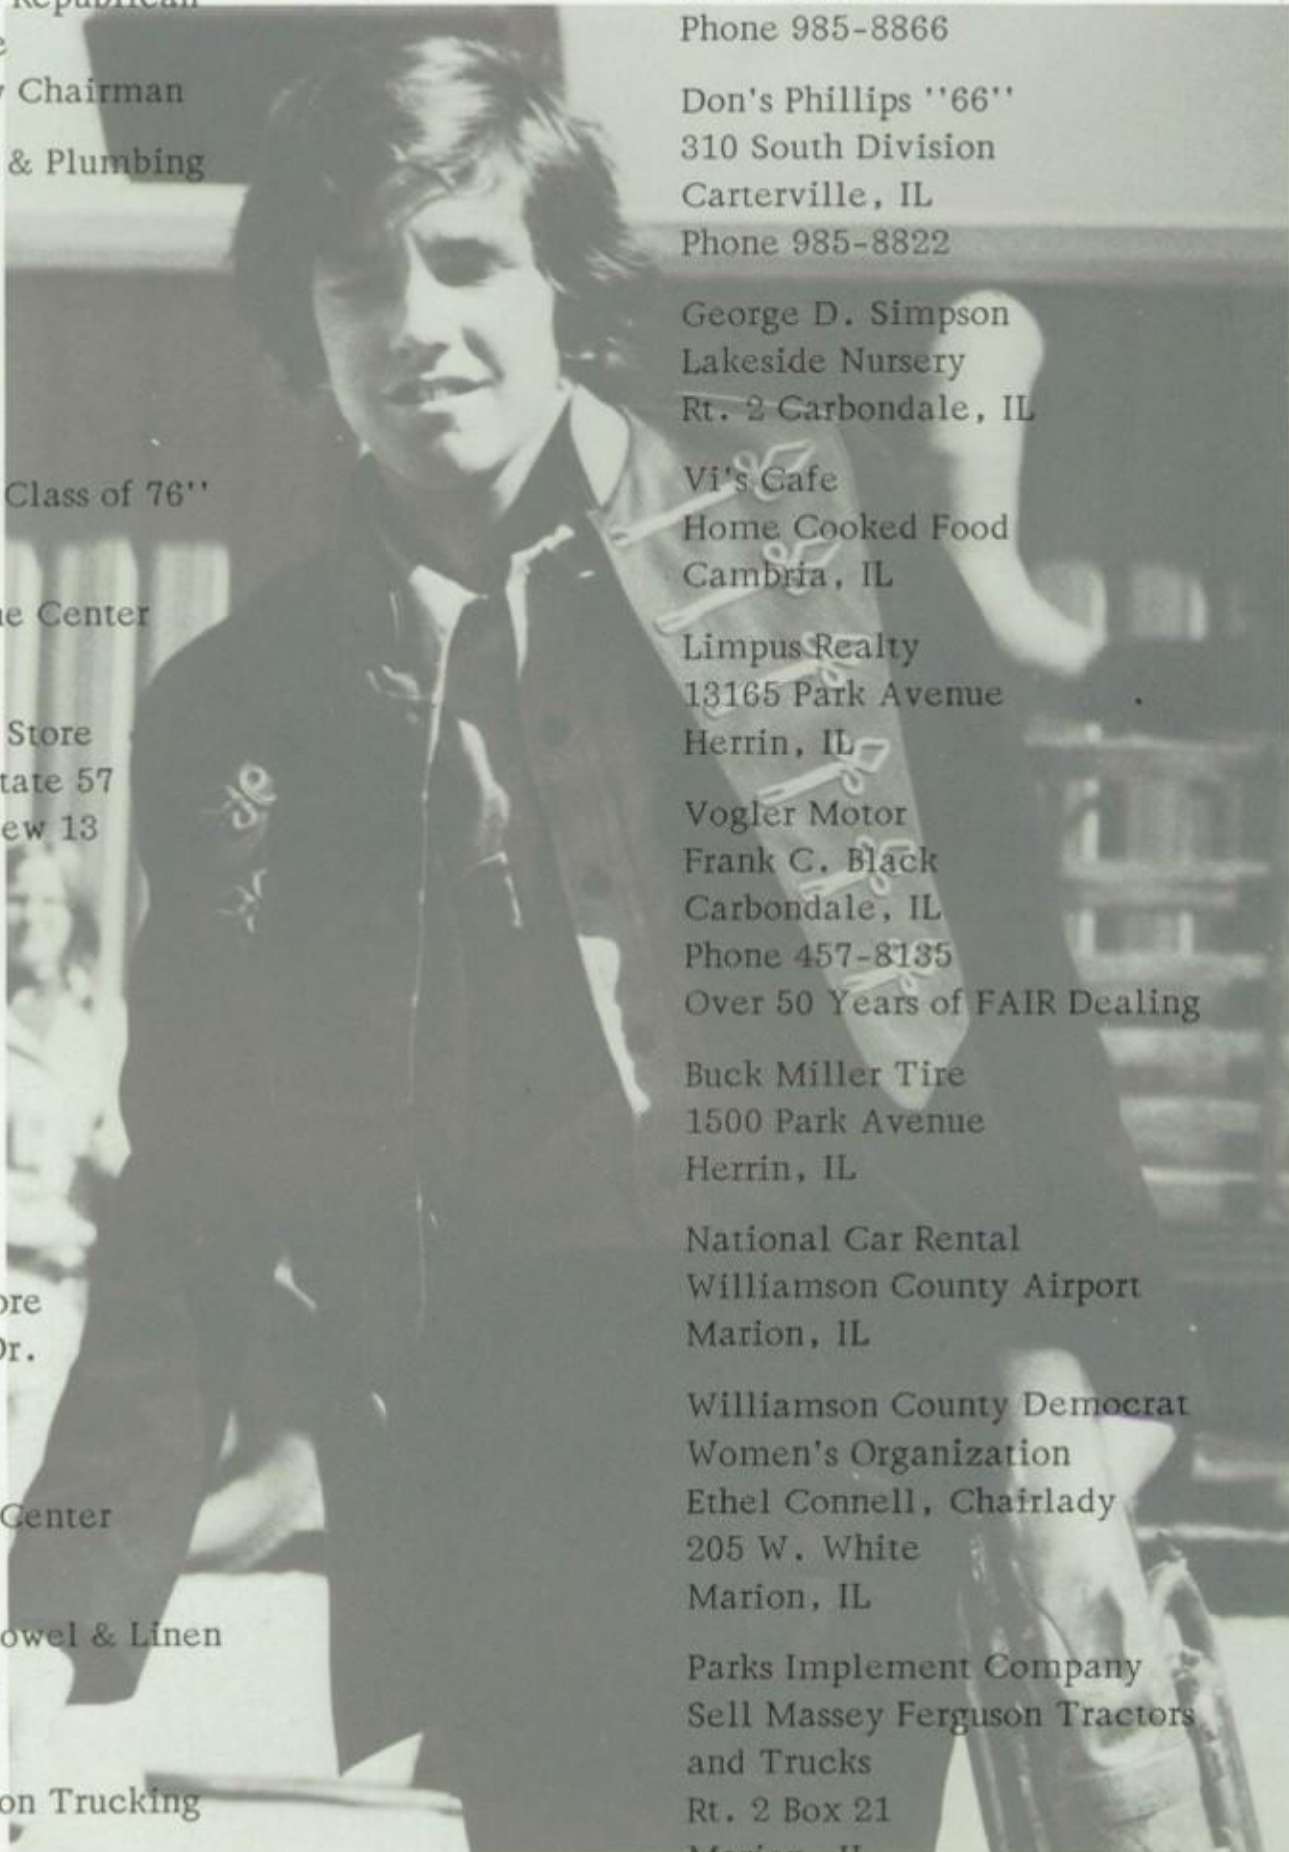 Republican
Chairman
& Plumbing
Class of 76''
Center
Store
tate 57
ew 13
ore
Dr.
Center
owel & Linen
on Trucking
Phone 985-8866
Don's Phillips ''66''
310 South Division
Carterville, IL
Phone 985-8822
George D. Simpson
Lakeside Nursery
Rt. 2 Carbondale, IL
Vi's Cafe
Home Cooked Food
Cambria, IL
Limpus Realty
13165 Park Avenue
Herrin, IL
Vogler Motor
Frank C. Black
Carbondale, IL
Phone 457-8135
Over 50 Years of FAIR Dealing
Buck Miller Tire
1500 Park Avenue
Herrin, IL
National Car Rental
Williamson County Airport
Marion, IL
Williamson County Democrat
Women's Organization
Ethel Connell, Chairlady
205 W. White
Marion, IL
Parks Implement Company
Sell Massey Ferguson Tractors
and Trucks
Rt. 2 Box 21